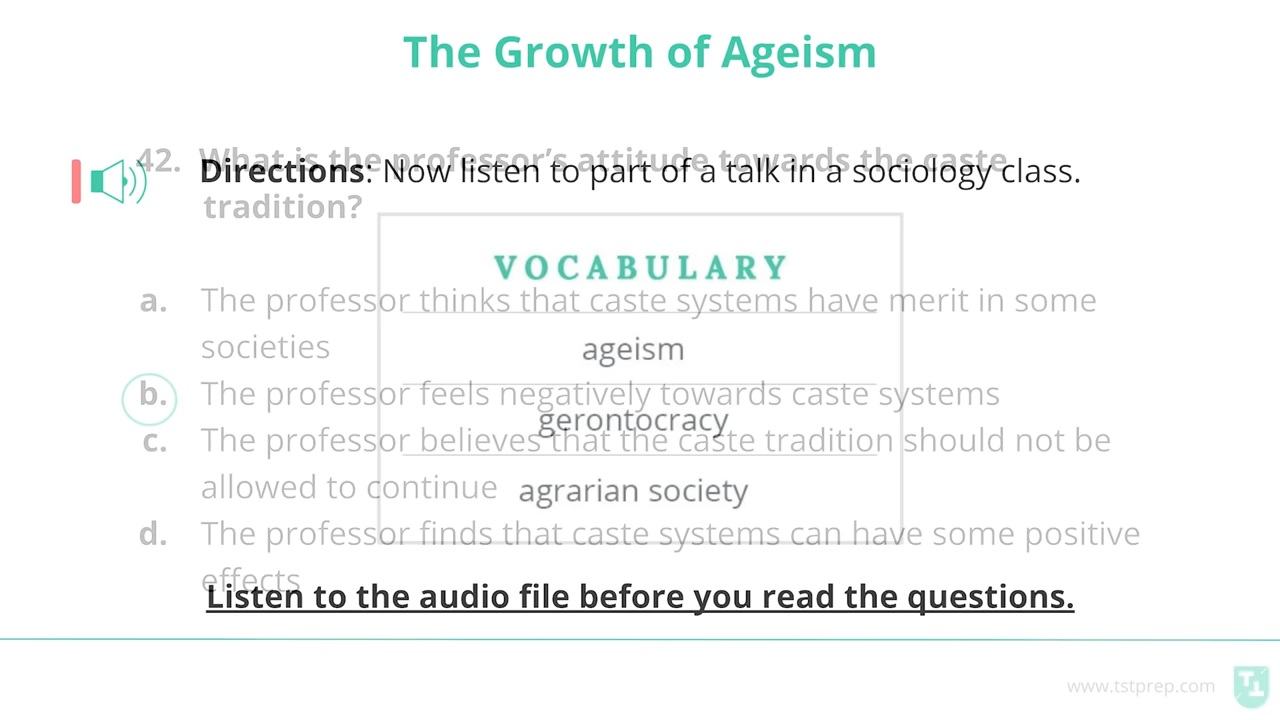 The Growth of Ageism
42. What is the professor's attitude towards the caste
tradition?
Directions: Now listen to part of a talk in a sociology class.
VOCABULARY
ageism
gerontocracy
agrarian society
a. The professor thinks that caste systems have merit in some
societies
b. The professor feels negatively towards caste systems
c. The professor believes that the caste tradition should not be
allowed to continue
d. The professor finds that caste systems can have some positive
effects
Listen to the audio file before you read the questions.
www.tstprep.com
T1